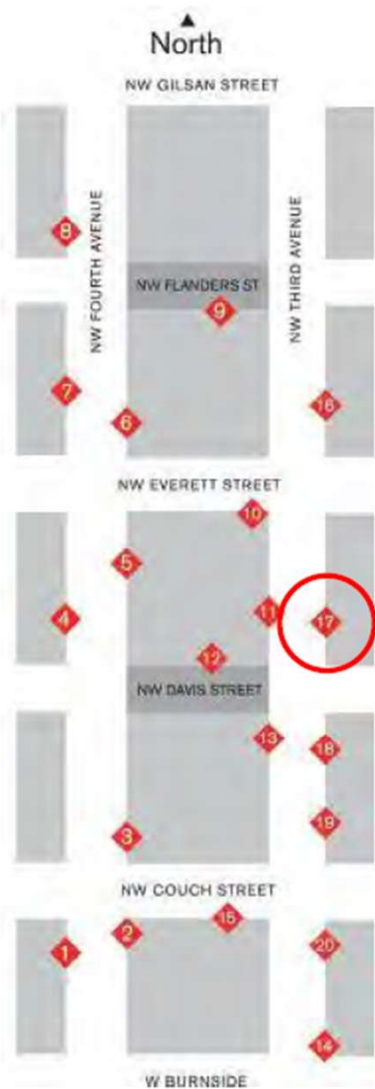 North
NW GILSAN STREET
NW FOURTH AVENUE
NW THIRD AVENUE
8
NW FLANDERS ST
9
7
6
16
NW EVERETT STREET
10
5
4
11
17
12
NW DAVIS STREET
13
18
3
19
NW COUCH STREET
1
2
15
20
14
W BURNSIDE